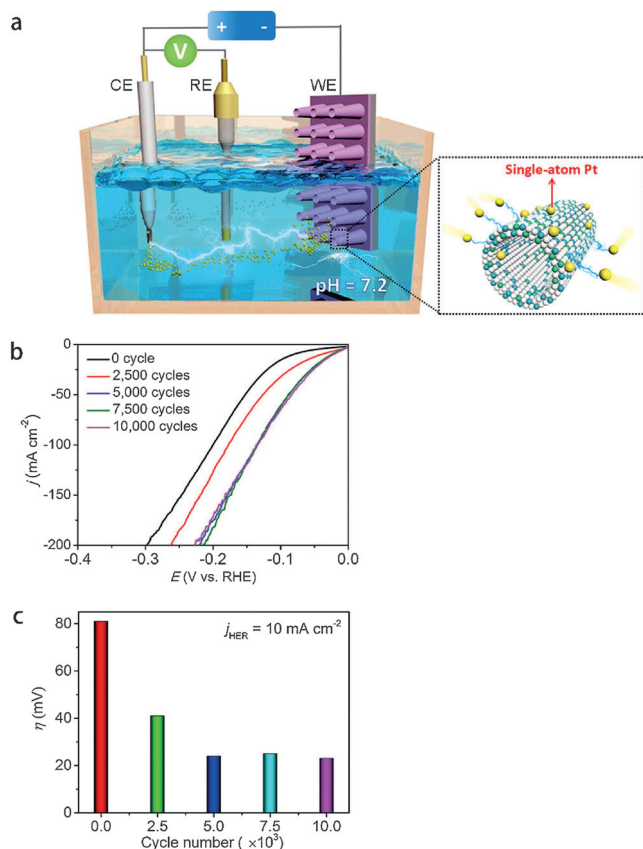 a
+ -
V
CE RE WE
Single-atom Pt
pH = 7.2
b
0
-50
-100
-150
-200
j (mA cm⁻²)
0 cycle
2,500 cycles
5,000 cycles
7,500 cycles
10,000 cycles
-0.4 -0.3 -0.2 -0.1 0.0
E (V vs. RHE)
c
jHER = 10 mA cm⁻²
80
60
40
20
0
η (mV)
0.0 2.5 5.0 7.5 10.0
Cycle number ( ×10³)